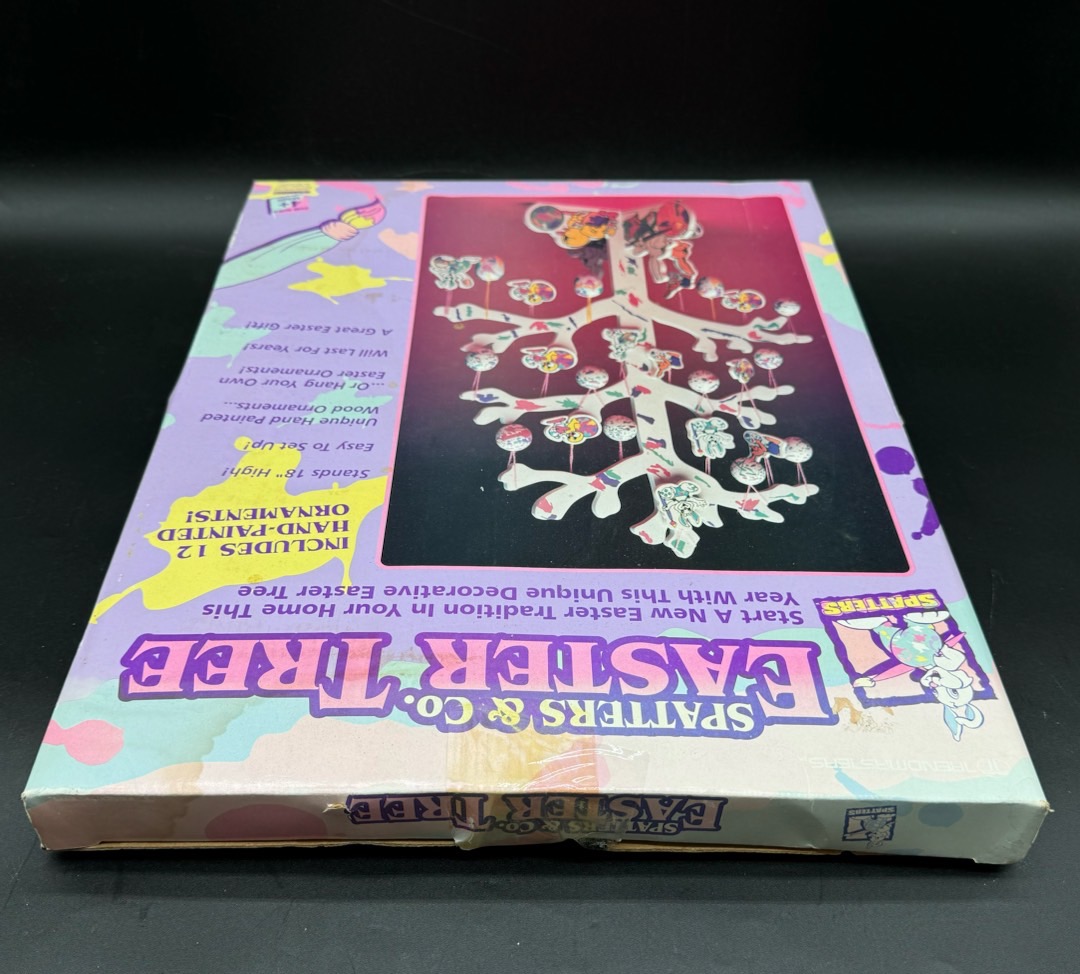 TRENDMASTERS
SPATTERS & CO.
EASTER TREE
Start A New Easter Tradition In Your Home This
Year With This Unique Decorative Easter Tree
SPATTERS
INCLUDES 12
HAND-PAINTED
ORNAMENTS!
Stands 18" High!
Easy To Set Up!
Unique Hand Painted
Wood Ornaments...
...Or Hang Your Own
Easter Ornaments!
Will Last For Years!
A Great Easter Gift!
4+
SPATTERS & CO.
EASTER TREE
SPATTERS